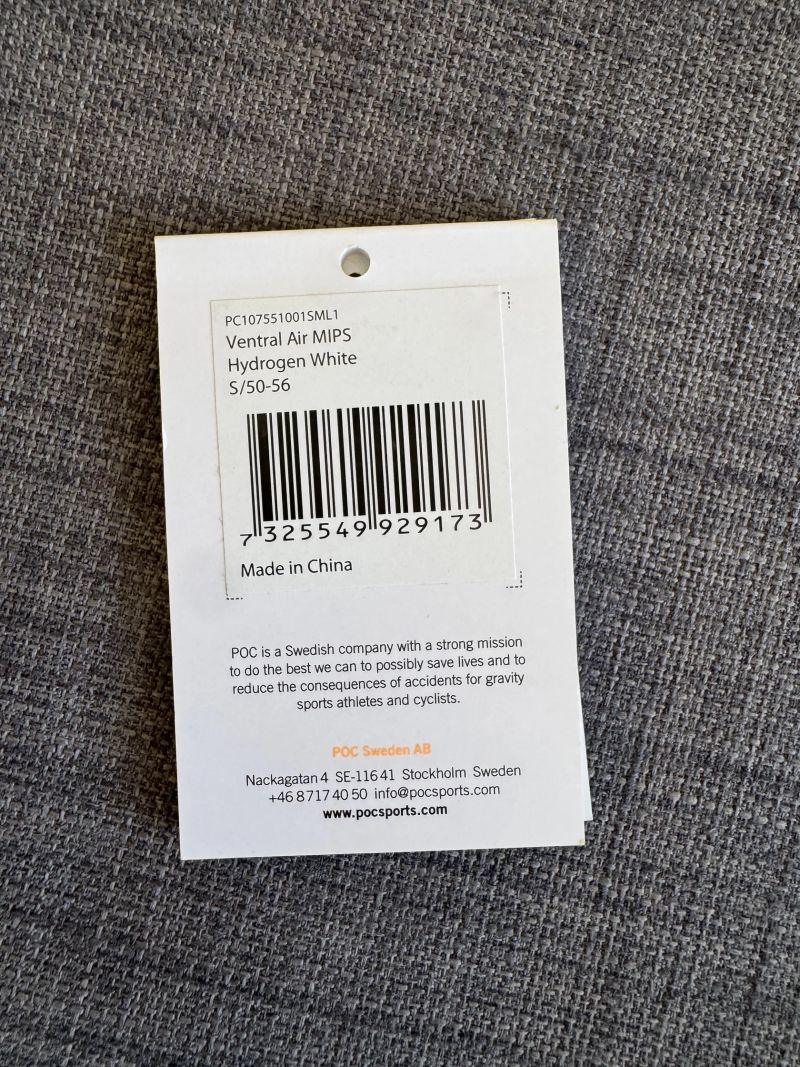 PC107551001SML1
Ventral Air MIPS
Hydrogen White
S/50-56
7 325549 929173
Made in China
POC is a Swedish company with a strong mission
to do the best we can to possibly save lives and to
reduce the consequences of accidents for gravity
sports athletes and cyclists.
POC Sweden AB
Nackagatan 4 SE-116 41 Stockholm Sweden
+46 8 717 40 50 info@pocsports.com
www.pocsports.com